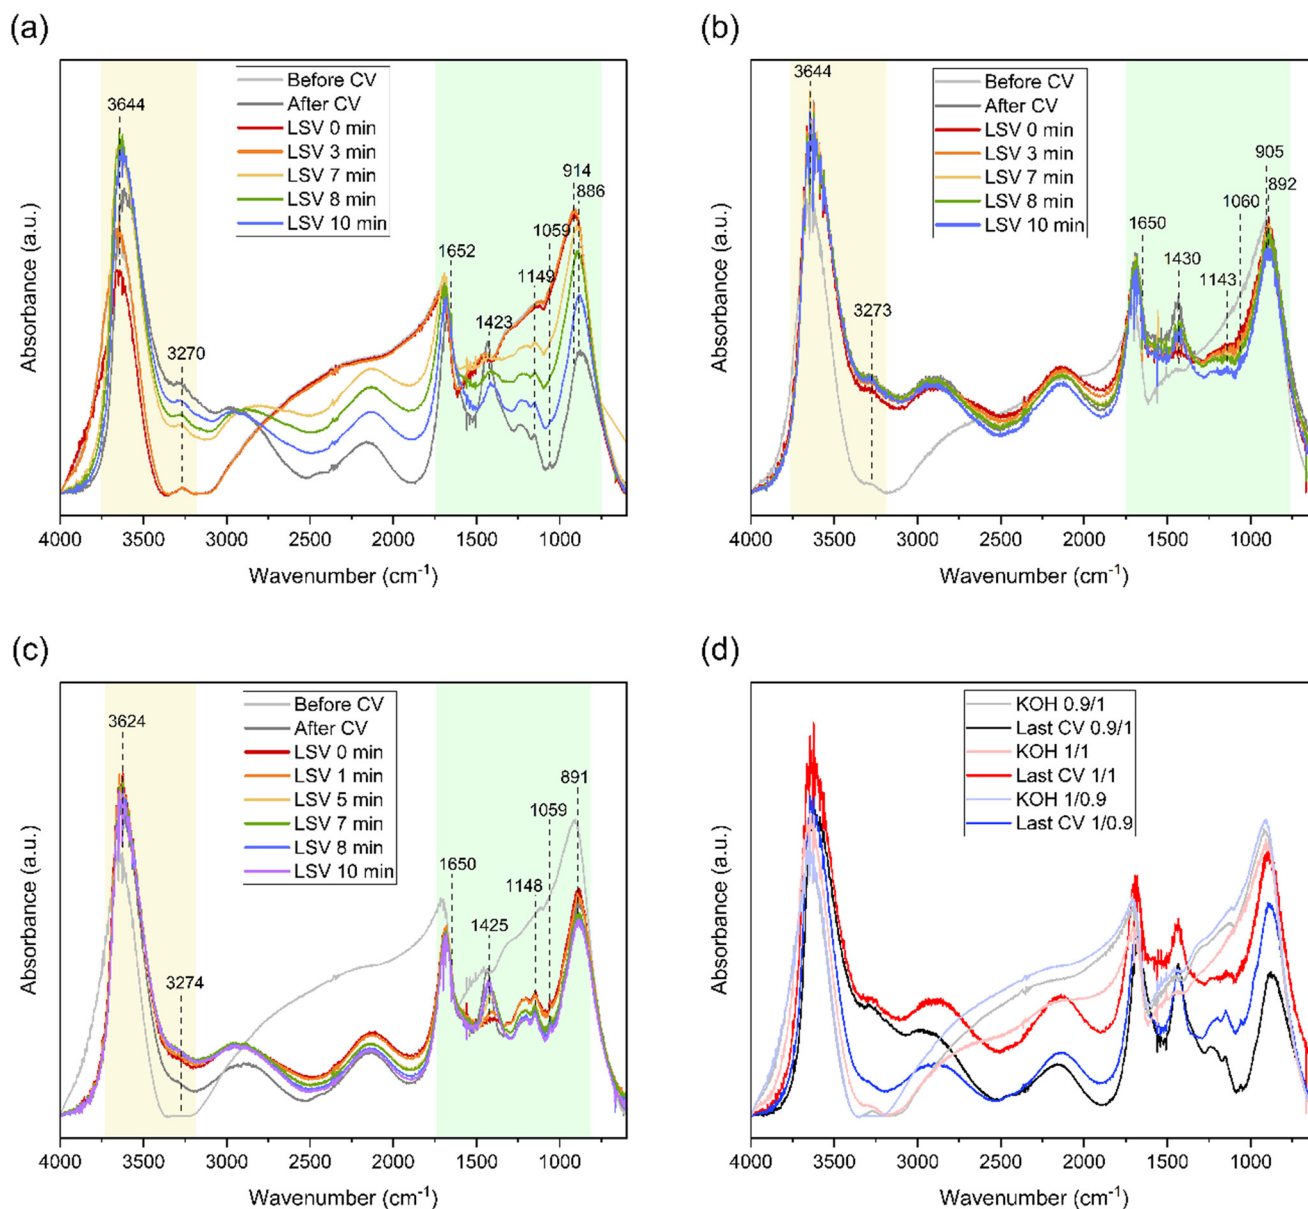 (a)
Absorbance (a.u.)
3644
3270
Before CV
After CV
LSV 0 min
LSV 3 min
LSV 7 min
LSV 8 min
LSV 10 min
1652
1423
1149
1059
914
886
4000 3500 3000 2500 2000 1500 1000
Wavenumber (cm⁻¹)
(b)
Absorbance (a.u.)
3644
3273
Before CV
After CV
LSV 0 min
LSV 3 min
LSV 7 min
LSV 8 min
LSV 10 min
1650
1430
1143
1060
905
892
4000 3500 3000 2500 2000 1500 1000
Wavenumber (cm⁻¹)
(c)
Absorbance (a.u.)
3624
3274
Before CV
After CV
LSV 0 min
LSV 1 min
LSV 5 min
LSV 7 min
LSV 8 min
LSV 10 min
1650
1425
1148
1059
891
4000 3500 3000 2500 2000 1500 1000
Wavenumber (cm⁻¹)
(d)
Absorbance (a.u.)
KOH 0.9/1
Last CV 0.9/1
KOH 1/1
Last CV 1/1
KOH 1/0.9
Last CV 1/0.9
4000 3500 3000 2500 2000 1500 1000
Wavenumber (cm⁻¹)